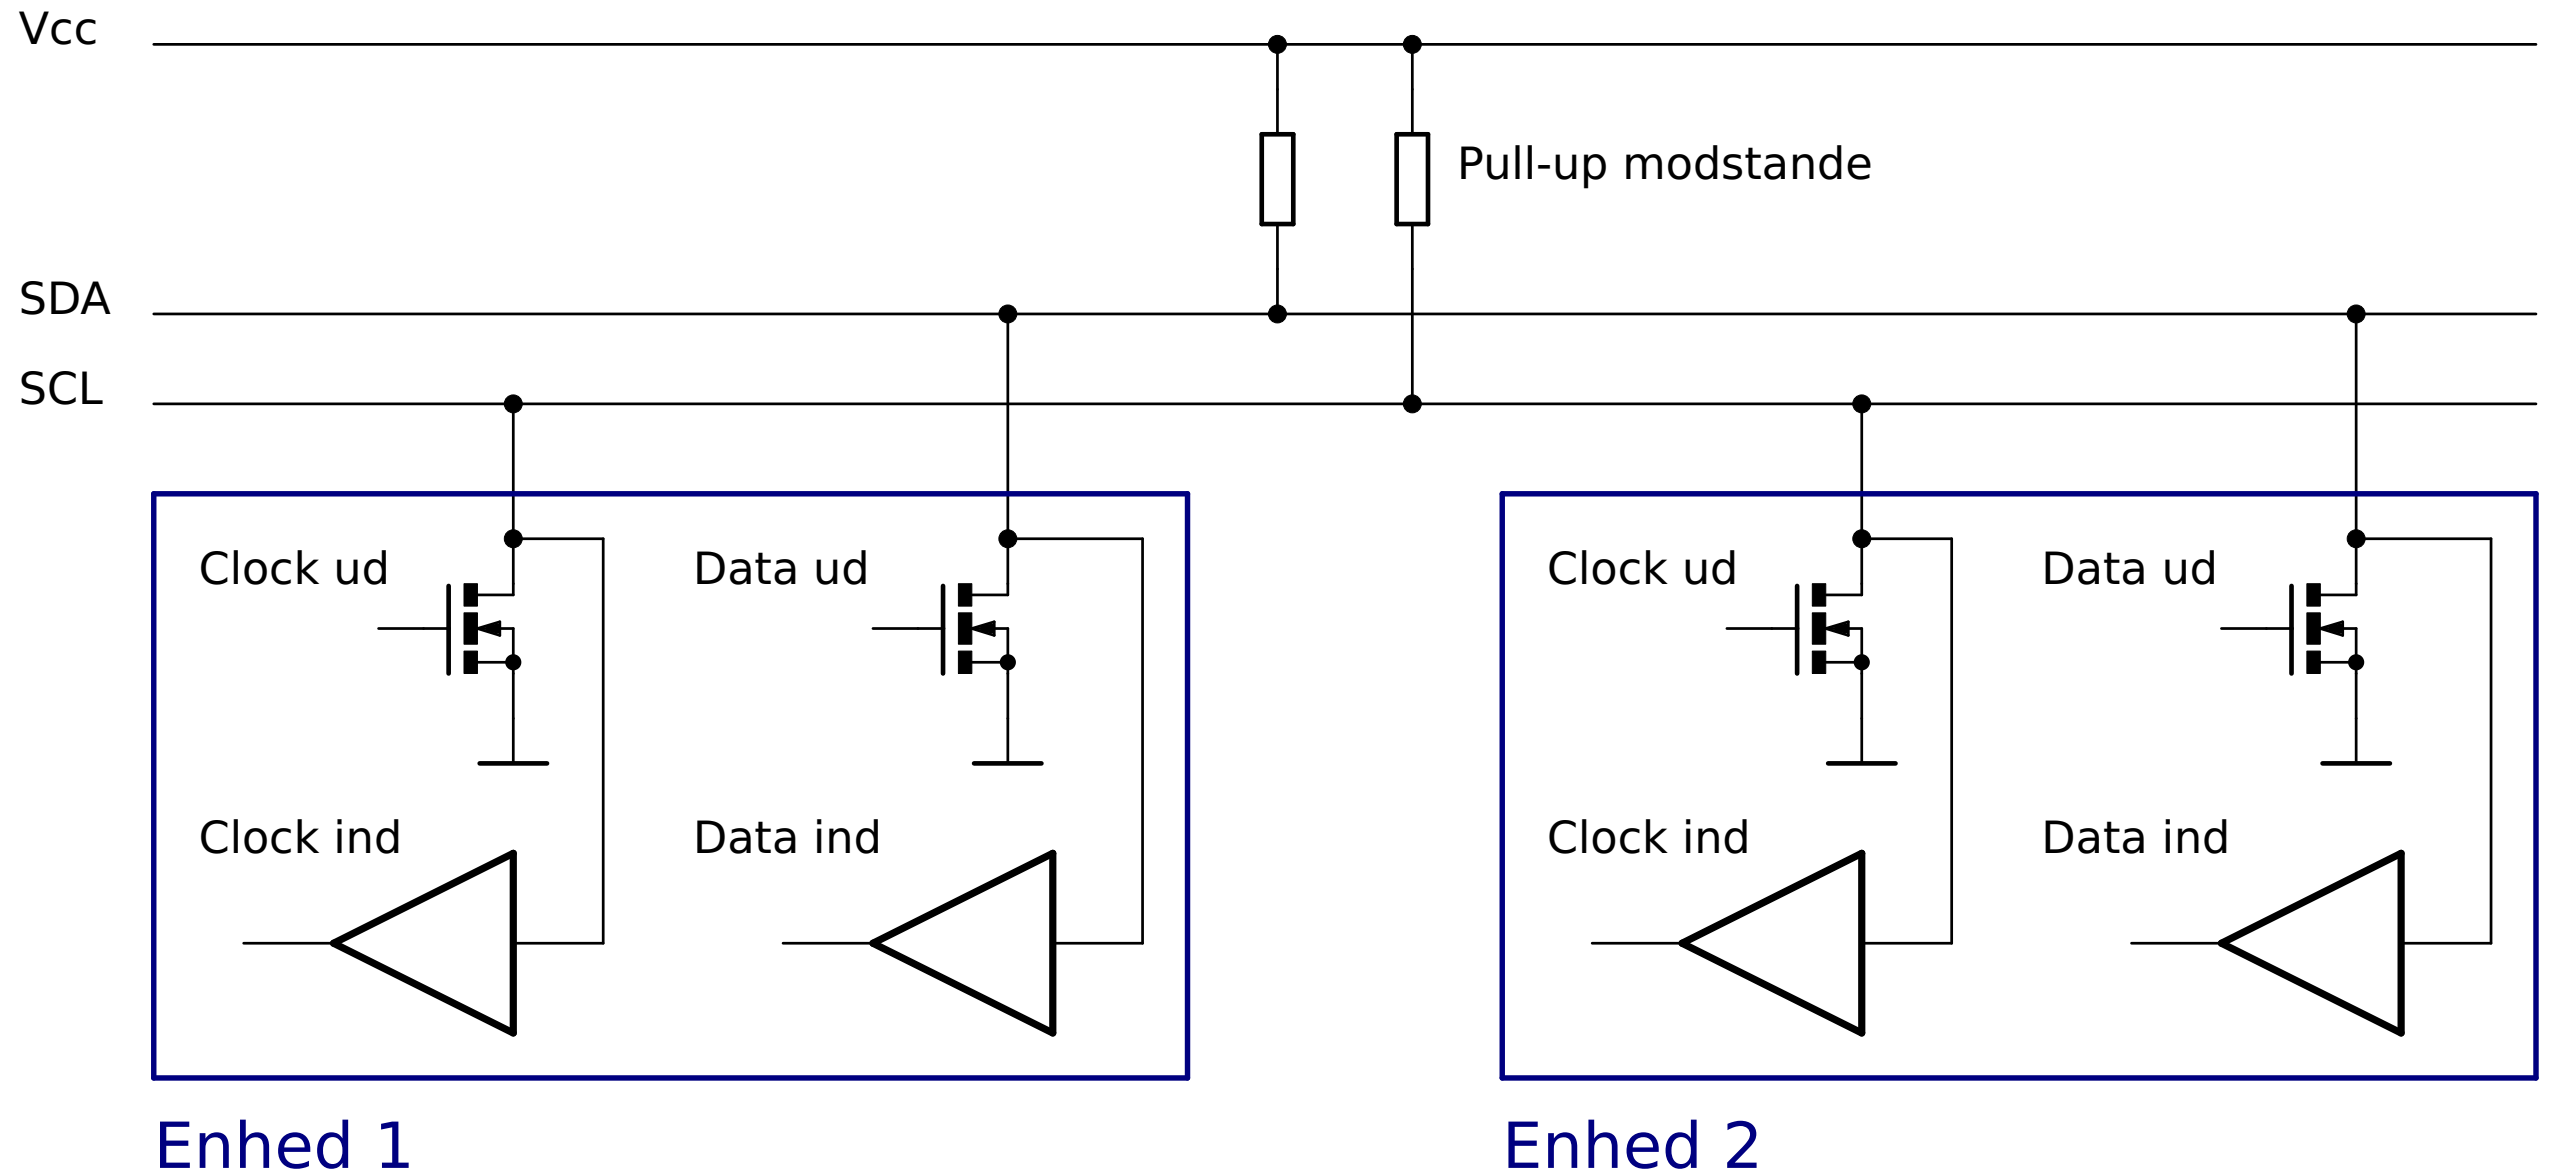 Vcc
Pull-up modstande
SDA
SCL
Clock ud
Data ud
Clock ud
Data ud
Clock ind
Data ind
Clock ind
Data ind
Enhed 1
Enhed 2